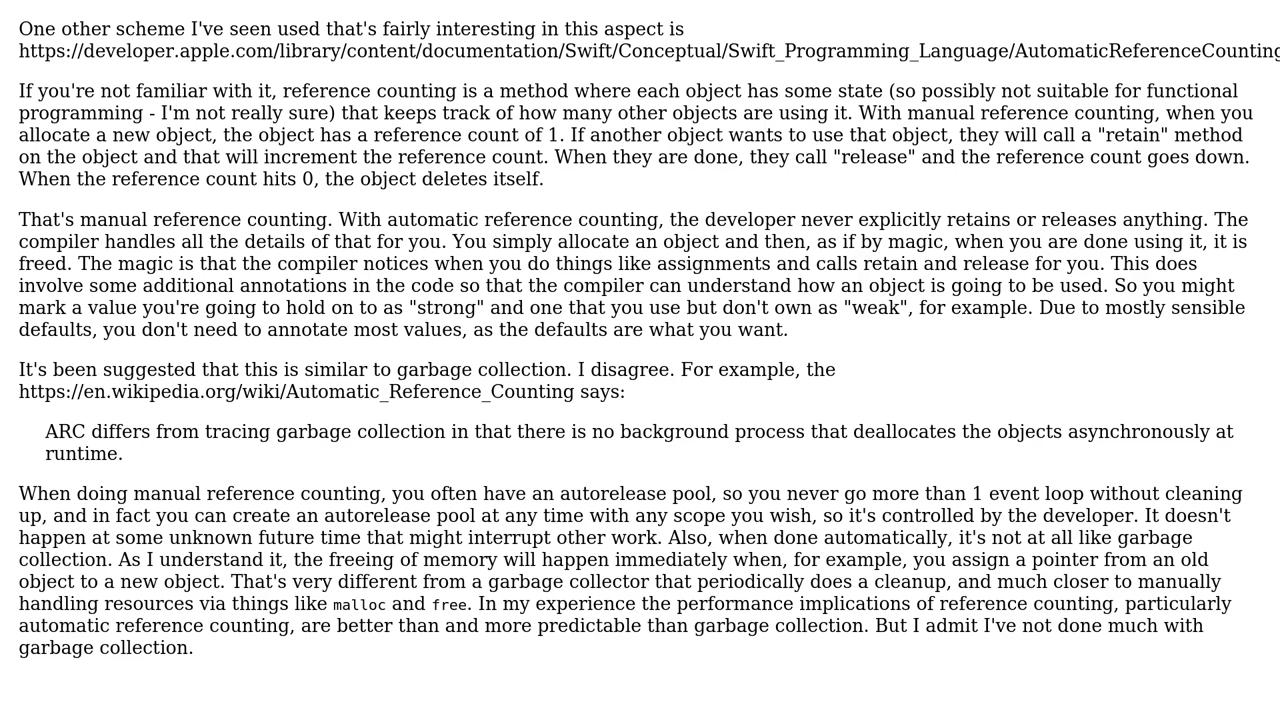 One other scheme I've seen used that's fairly interesting in this aspect is
https://developer.apple.com/library/content/documentation/Swift/Conceptual/Swift_Programming_Language/AutomaticReferenceCounting
If you're not familiar with it, reference counting is a method where each object has some state (so possibly not suitable for functional
programming - I'm not really sure) that keeps track of how many other objects are using it. With manual reference counting, when you
allocate a new object, the object has a reference count of 1. If another object wants to use that object, they will call a "retain" method
on the object and that will increment the reference count. When they are done, they call "release" and the reference count goes down.
When the reference count hits 0, the object deletes itself.
That's manual reference counting. With automatic reference counting, the developer never explicitly retains or releases anything. The
compiler handles all the details of that for you. You simply allocate an object and then, as if by magic, when you are done using it, it is
freed. The magic is that the compiler notices when you do things like assignments and calls retain and release for you. This does
involve some additional annotations in the code so that the compiler can understand how an object is going to be used. So you might
mark a value you're going to hold on to as "strong" and one that you use but don't own as "weak", for example. Due to mostly sensible
defaults, you don't need to annotate most values, as the defaults are what you want.
It's been suggested that this is similar to garbage collection. I disagree. For example, the
https://en.wikipedia.org/wiki/Automatic_Reference_Counting says:
ARC differs from tracing garbage collection in that there is no background process that deallocates the objects asynchronously at
runtime.
When doing manual reference counting, you often have an autorelease pool, so you never go more than 1 event loop without cleaning
up, and in fact you can create an autorelease pool at any time with any scope you wish, so it's controlled by the developer. It doesn't
happen at some unknown future time that might interrupt other work. Also, when done automatically, it's not at all like garbage
collection. As I understand it, the freeing of memory will happen immediately when, for example, you assign a pointer from an old
object to a new object. That's very different from a garbage collector that periodically does a cleanup, and much closer to manually
handling resources via things like malloc and free. In my experience the performance implications of reference counting, particularly
automatic reference counting, are better than and more predictable than garbage collection. But I admit I've not done much with
garbage collection.